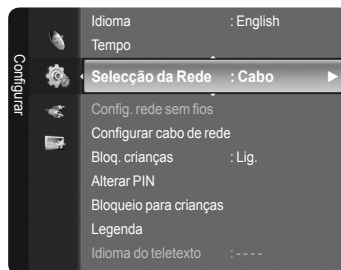 Configurar
Idioma : English
Tempo
Selecção da Rede : Cabo
Config. rede sem fios
Configurar cabo de rede
Bloq. crianças : Lig.
Alterar PIN
Bloqueio para crianças
Legenda
Idioma do teletexto : - - - -